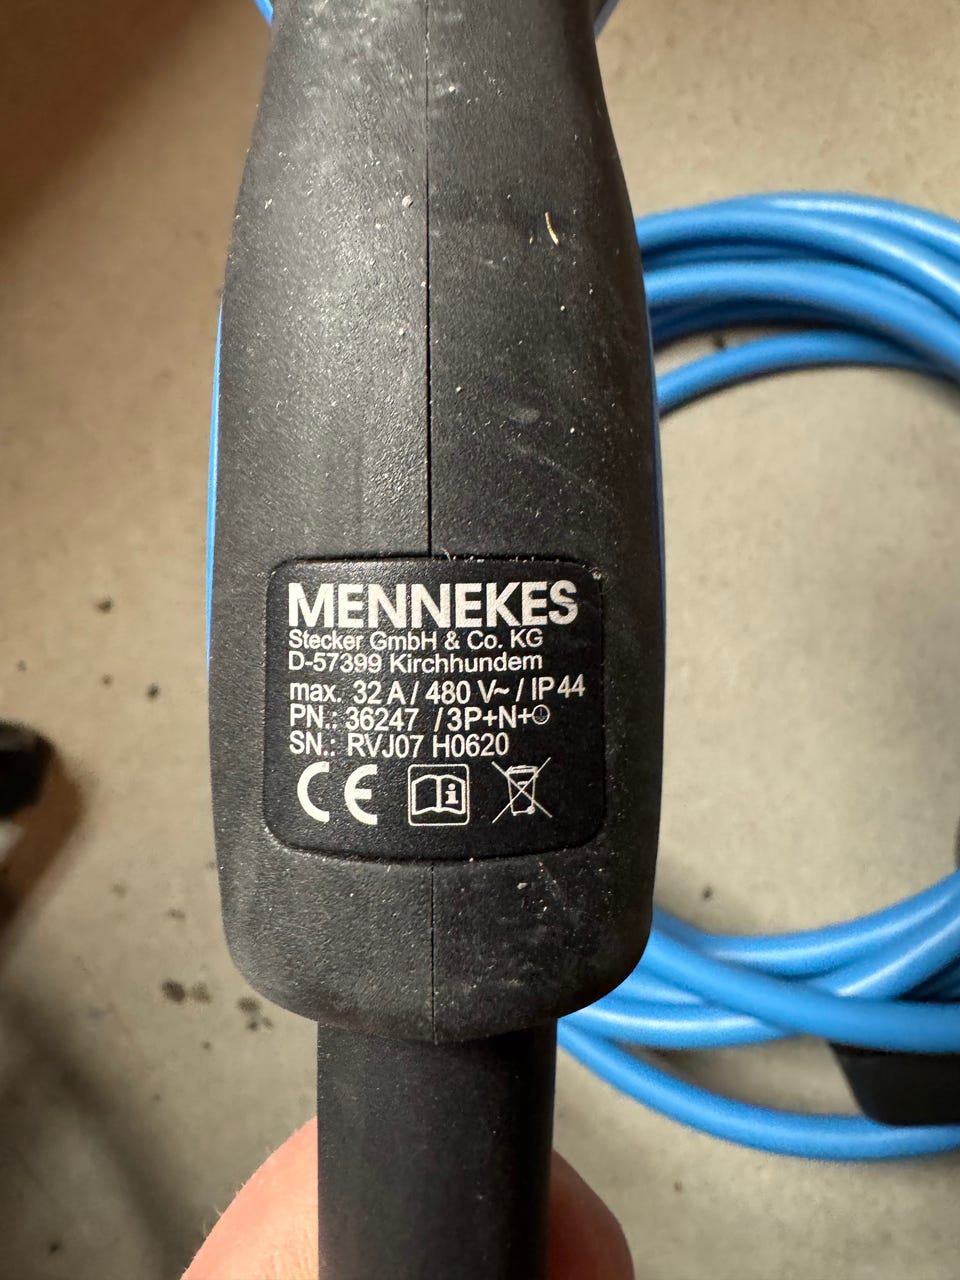 MENNEKES
Stecker GmbH & Co. KG
D-57399 Kirchhundem
max. 32 A / 480 V~ / IP 44
PN.: 36247 / 3P+N+⏚
SN.: RVJ07 H0620
CE
i